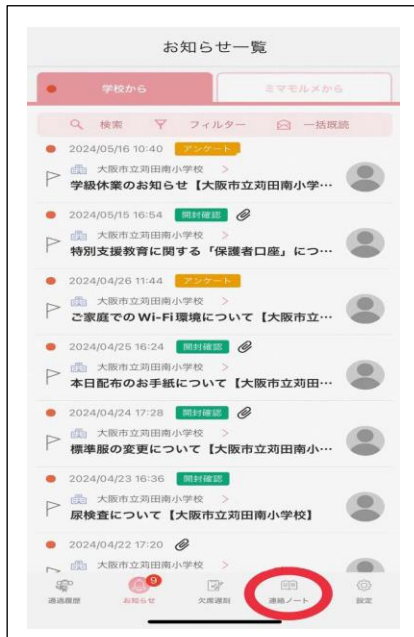 お知らせ一覧
学校から
ミマモルメから
検索
フィルター
一括既読
2024/05/16 10:40 アンケート
大阪市立苅田南小学校 >
学級休業のお知らせ【大阪市立苅田南小学…
2024/05/15 16:54 開封確認
大阪市立苅田南小学校 >
特別支援教育に関する「保護者口座」につ…
2024/04/26 11:44 アンケート
大阪市立苅田南小学校 >
ご家庭でのWi-Fi環境について【大阪市立…
2024/04/25 16:24 開封確認
大阪市立苅田南小学校 >
本日配布のお手紙について【大阪市立苅田…
2024/04/24 17:28 開封確認
大阪市立苅田南小学校 >
標準服の変更について【大阪市立苅田南小…
2024/04/23 16:36 開封確認
大阪市立苅田南小学校 >
尿検査について【大阪市立苅田南小学校】
2024/04/22 17:20
大阪市立苅田南小学校 >
9
通過履歴
お知らせ
欠席遅刻
連絡ノート
設定